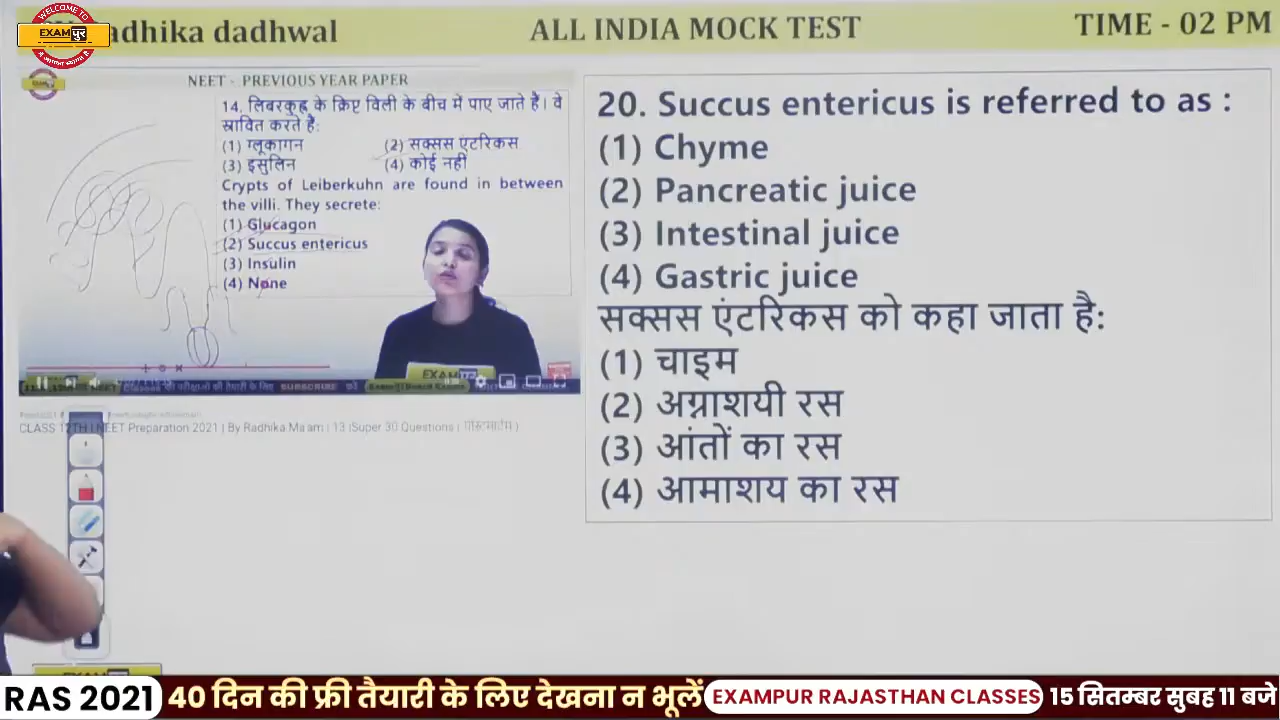 WELCOME TO
EXAMपुर
adhika dadhwal
ALL INDIA MOCK TEST
TIME - 02 PM
NEET - PREVIOUS YEAR PAPER
14. लिबरकुह्न के क्रिप्ट विली के बीच में पाए जाते हैं। वे
स्रावित करते हैं:
(1) ग्लूकागन
(2) सक्सस एंटरिकस
(3) इंसुलिन
(4) कोई नहीं
Crypts of Leiberkuhn are found in between
the villi. They secrete:
(1) Glucagon
(2) Succus entericus
(3) Insulin
(4) None
SUBSCRIBE करें
CLASS 12TH | NEET Preparation 2021 | By Radhika Ma am | 13 |Super 30 Questions |
20. Succus entericus is referred to as :
(1) Chyme
(2) Pancreatic juice
(3) Intestinal juice
(4) Gastric juice
सक्सस एंटरिकस को कहा जाता है:
(1) चाइम
(2) अग्नाशयी रस
(3) आंतों का रस
(4) आमाशय का रस
RAS 2021
40 दिन की फ्री तैयारी के लिए देखना न भूलें
EXAMPUR RAJASTHAN CLASSES
15 सितम्बर सुबह 11 बजे